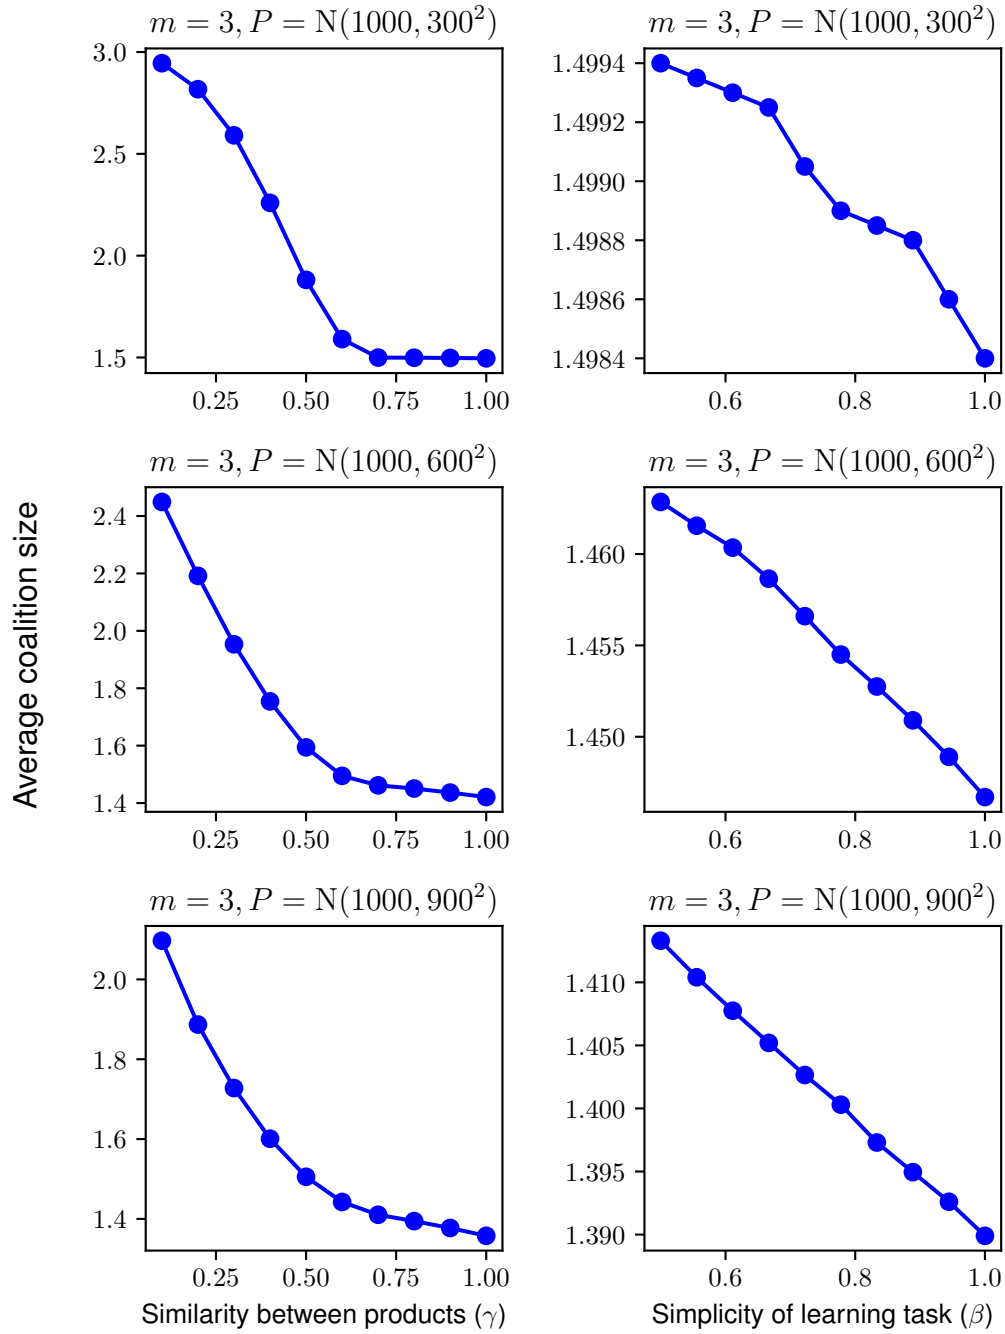 Average coalition size
m = 3, P = N(1000, 300²)
3.0
2.5
2.0
1.5
0.25 0.50 0.75 1.00
m = 3, P = N(1000, 300²)
1.4994
1.4992
1.4990
1.4988
1.4986
1.4984
0.6 0.8 1.0
m = 3, P = N(1000, 600²)
2.4
2.2
2.0
1.8
1.6
1.4
0.25 0.50 0.75 1.00
m = 3, P = N(1000, 600²)
1.460
1.455
1.450
0.6 0.8 1.0
m = 3, P = N(1000, 900²)
2.0
1.8
1.6
1.4
0.25 0.50 0.75 1.00
Similarity between products (γ)
m = 3, P = N(1000, 900²)
1.410
1.405
1.400
1.395
1.390
0.6 0.8 1.0
Simplicity of learning task (β)